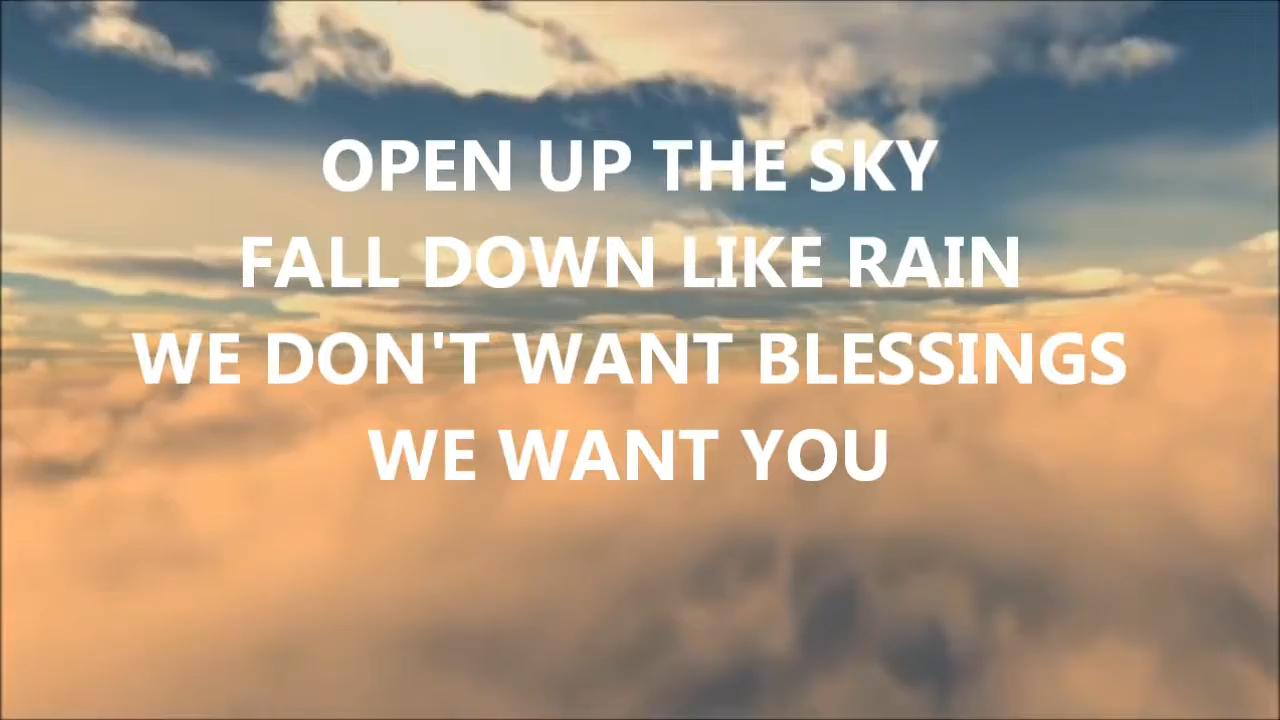 OPEN UP THE SKY
FALL DOWN LIKE RAIN
WE DON'T WANT BLESSINGS
WE WANT YOU